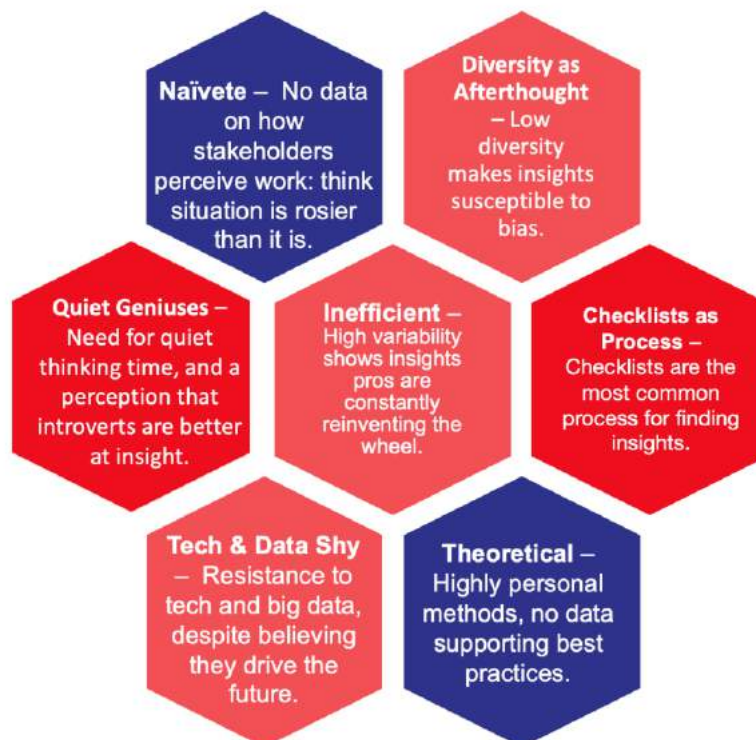 Naïvete – No data
on how
stakeholders
perceive work: think
situation is rosier
than it is.
Diversity as
Afterthought
– Low
diversity
makes insights
susceptible to
bias.
Quiet Geniuses –
Need for quiet
thinking time, and a
perception that
introverts are better
at insight.
Inefficient –
High variability
shows insights
pros are
constantly
reinventing the
wheel.
Checklists as
Process –
Checklists are the
most common
process for finding
insights.
Tech & Data Shy
– Resistance to
tech and big data,
despite believing
they drive the
future.
Theoretical –
Highly personal
methods, no data
supporting best
practices.